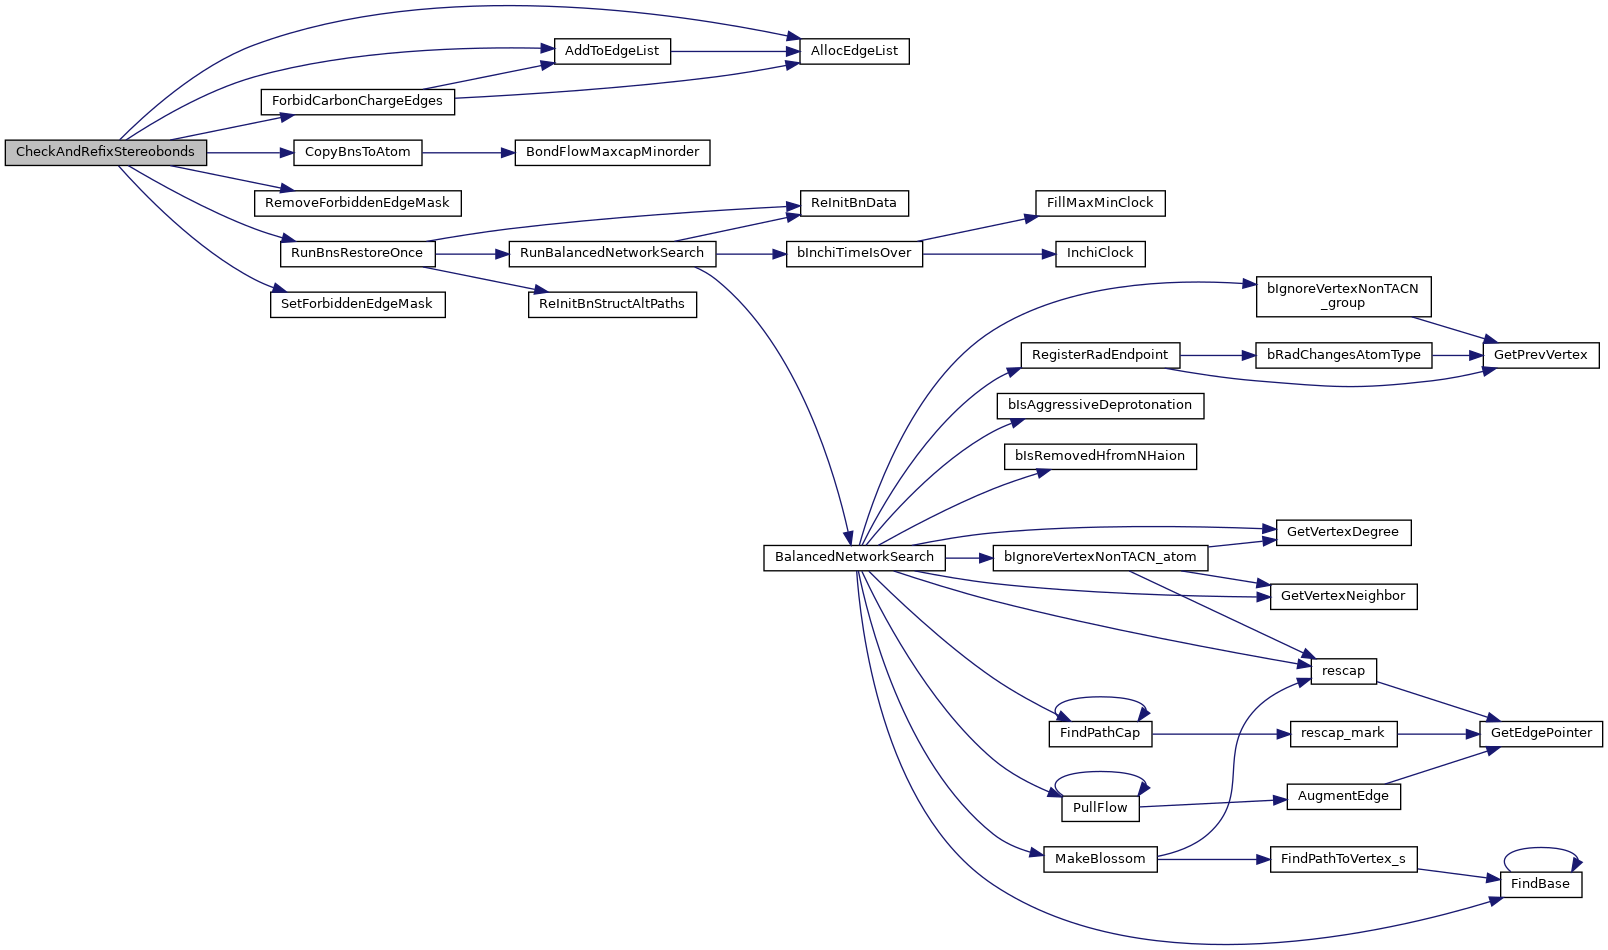 AddToEdgeList
AllocEdgeList
ForbidCarbonChargeEdges
CheckAndRefixStereobonds
CopyBnsToAtom
BondFlowMaxcapMinorder
RemoveForbiddenEdgeMask
ReInitBnData
FillMaxMinClock
RunBnsRestoreOnce
RunBalancedNetworkSearch
bInchiTimeIsOver
InchiClock
SetForbiddenEdgeMask
ReInitBnStructAltPaths
bIgnoreVertexNonTACN
_group
RegisterRadEndpoint
bRadChangesAtomType
GetPrevVertex
bIsAggressiveDeprotonation
bIsRemovedHfromNHaion
GetVertexDegree
BalancedNetworkSearch
bIgnoreVertexNonTACN_atom
GetVertexNeighbor
rescap
FindPathCap
rescap_mark
GetEdgePointer
PullFlow
AugmentEdge
MakeBlossom
FindPathToVertex_s
FindBase